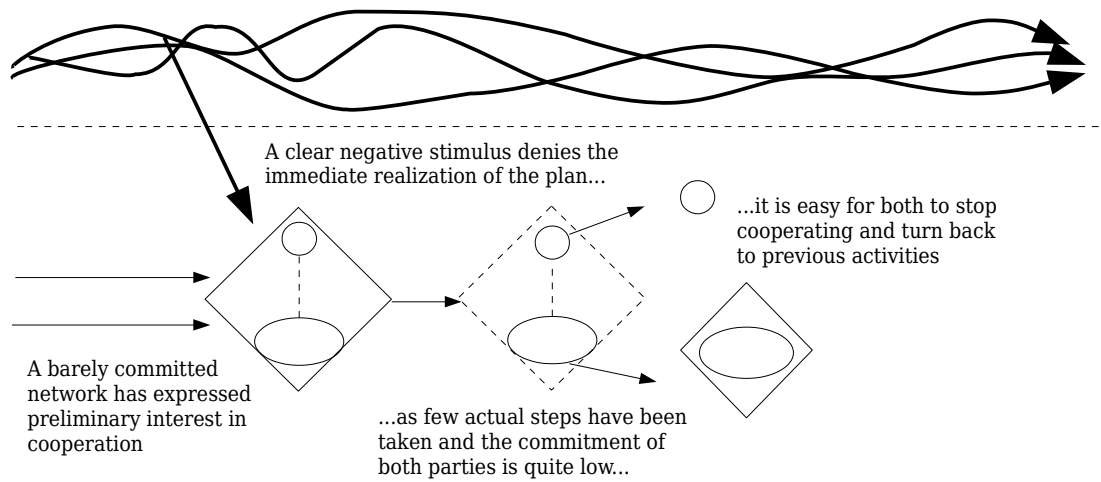 A clear negative stimulus denies the
immediate realization of the plan...
...it is easy for both to stop
cooperating and turn back
to previous activities
A barely committed
network has expressed
preliminary interest in
cooperation
...as few actual steps have been
taken and the commitment of
both parties is quite low...